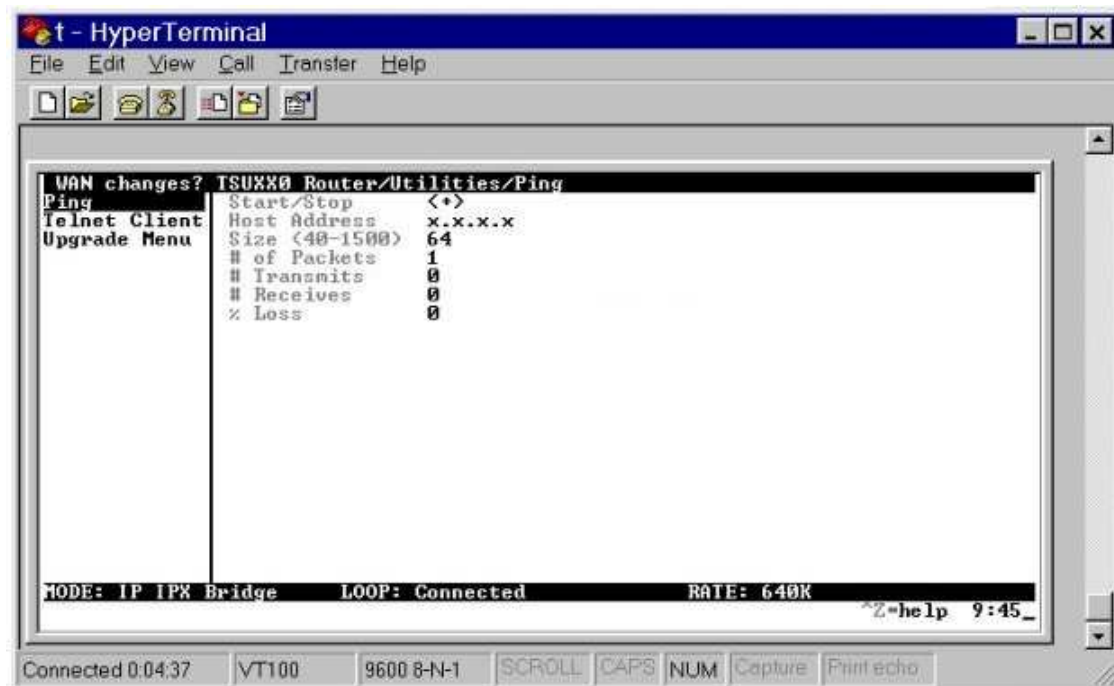 t - HyperTerminal
File Edit View Call Transfer Help
WAN changes? TSUXX0 Router/Utilities/Ping
Ping Start/Stop <+>
Telnet Client Host Address x.x.x.x
Upgrade Menu Size (40-1500) 64
# of Packets 1
# Transmits 0
# Receives 0
% Loss 0
MODE: IP IPX Bridge LOOP: Connected RATE: 640K
^Z=help 9:45_
Connected 0:04:37 VT100 9600 8-N-1 SCROLL CAPS NUM Capture Print echo